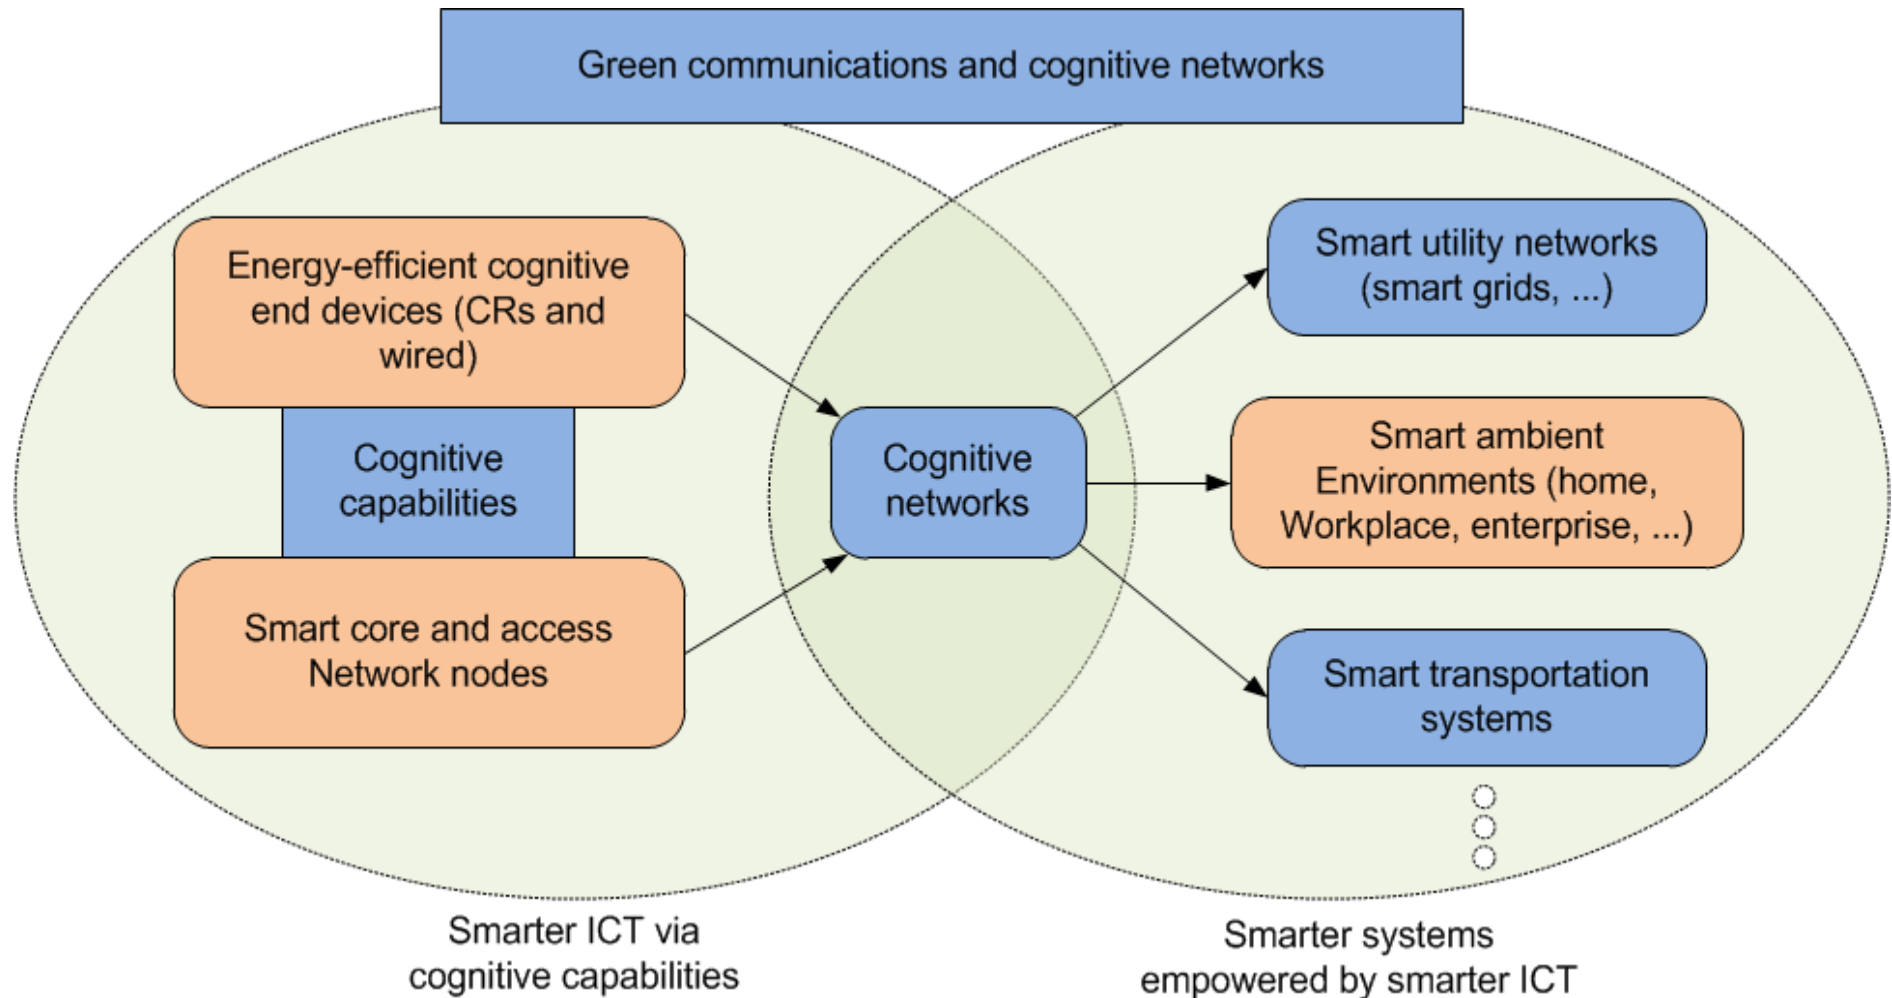 Green communications and cognitive networks
Energy-efficient cognitive
end devices (CRs and
wired)
Cognitive
capabilities
Smart core and access
Network nodes
Cognitive
networks
Smart utility networks
(smart grids, ...)
Smart ambient
Environments (home,
Workplace, enterprise, ...)
Smart transportation
systems
Smarter ICT via
cognitive capabilities
Smarter systems
empowered by smarter ICT